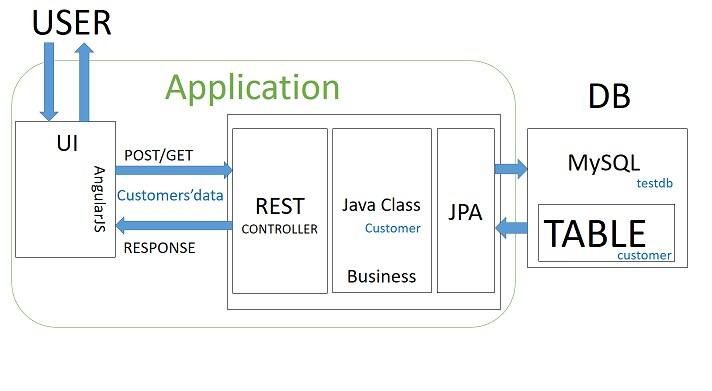 USER
Application
DB
UI
AngularJS
POST/GET
Customers'data
RESPONSE
REST
CONTROLLER
Java Class
Customer
Business
JPA
MySQL
testdb
TABLE
customer